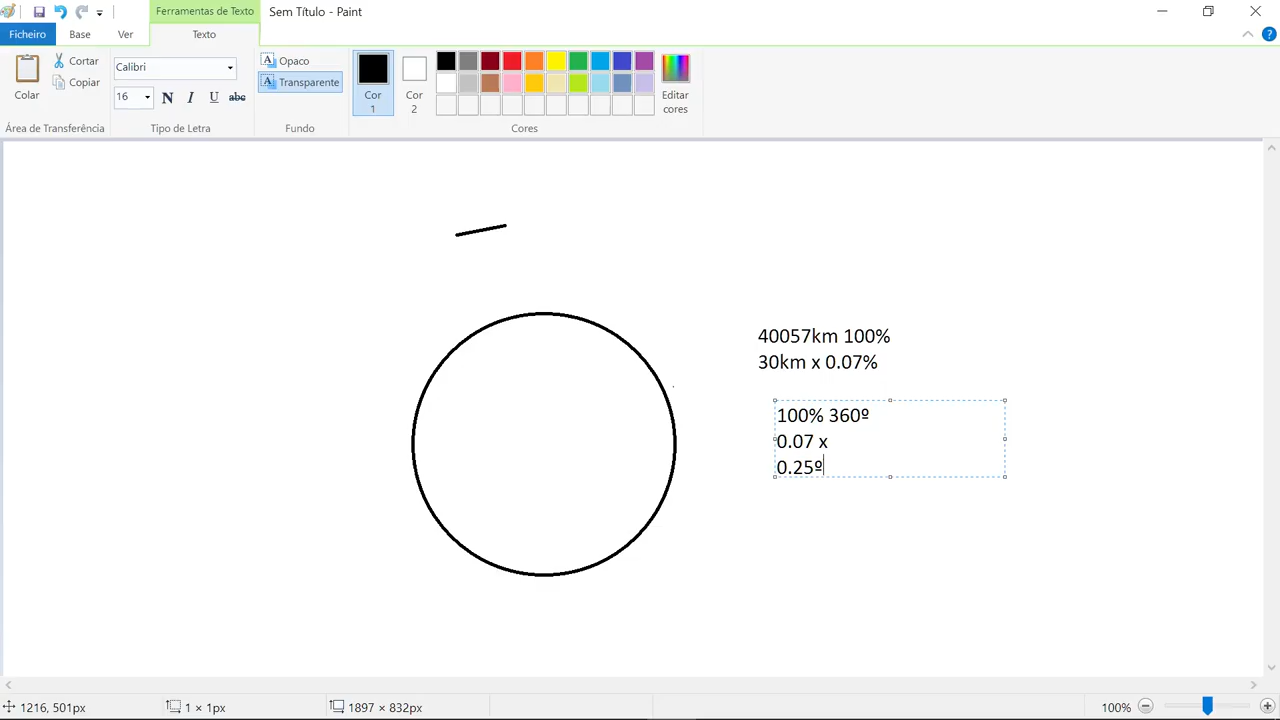 Ferramentas de Texto
Sem Título - Paint
Ficheiro
Base
Ver
Texto
Colar
Cortar
Copiar
Área de Transferência
Calibri
16
N I U abc
Tipo de Letra
Opaco
Transparente
Fundo
Cor 1
Cor 2
Editar cores
Cores
40057km 100%
30km x 0.07%
100% 360º
0.07 x
0.25º
1216, 501px
1 × 1px
1897 × 832px
100%